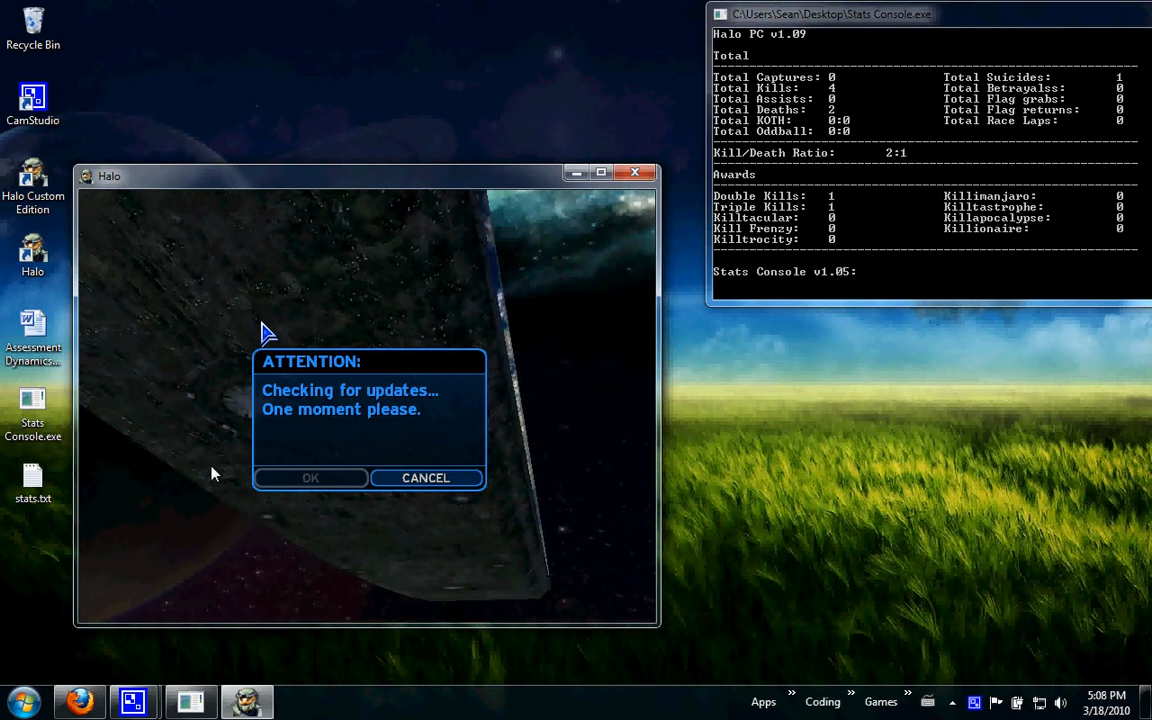 Recycle Bin
CamStudio
Halo Custom
Edition
Halo
Assessment
Dynamics...
Stats
Console.exe
stats.txt
Halo
ATTENTION:
Checking for updates...
One moment please.
OK
CANCEL
C:\Users\Sean\Desktop\Stats Console.exe
Halo PC v1.09
Total
Total Captures: 0 Total Suicides: 1
Total Kills: 4 Total Betrayalss: 0
Total Assists: 0 Total Flag grabs: 0
Total Deaths: 2 Total Flag returns: 0
Total KOTH: 0:0 Total Race Laps: 0
Total Oddball: 0:0
Kill/Death Ratio: 2:1
Awards
Double Kills: 1 Killimanjaro: 0
Triple Kills: 1 Killtastrophe: 0
Killtacular: 0 Killapocalypse: 0
Kill Frenzy: 0 Killionaire: 0
Killtrocity: 0
Stats Console v1.05:
Apps » Coding » Games »
5:08 PM
3/18/2010